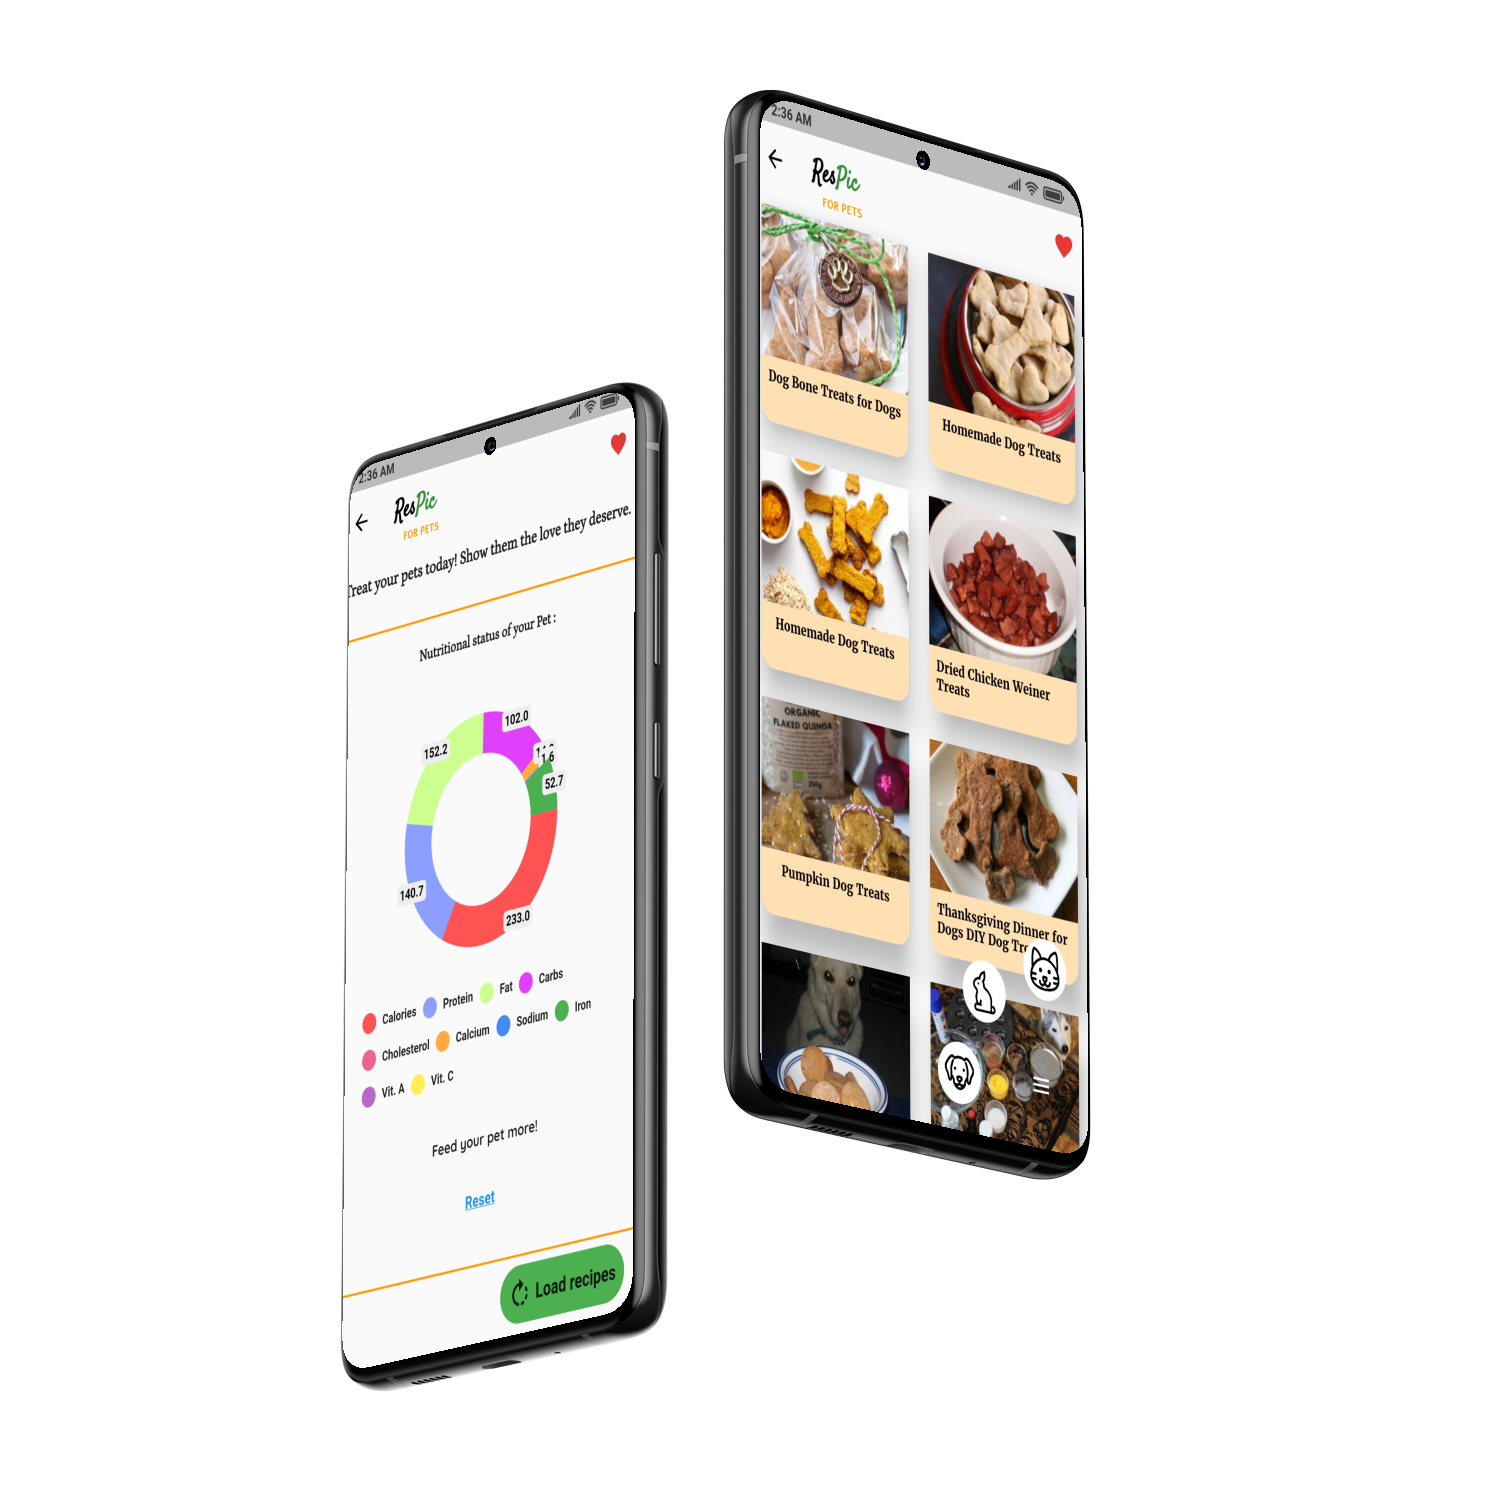 2:36 AM
ResPic
FOR PETS
Treat your pets today! Show them the love they deserve.
Nutritional status of your Pet :
102.0
152.2
1.6
52.7
140.7
233.0
Calories Protein Fat Carbs
Cholesterol Calcium Sodium Iron
Vit. A Vit. C
Feed your pet more!
Reset
Load recipes
2:36 AM
ResPic
FOR PETS
Dog Bone Treats for Dogs
Homemade Dog Treats
Homemade Dog Treats
Dried Chicken Weiner
Treats
ORGANIC
FLAKED QUINOA
350g
Pumpkin Dog Treats
Thanksgiving Dinner for
Dogs DIY Dog